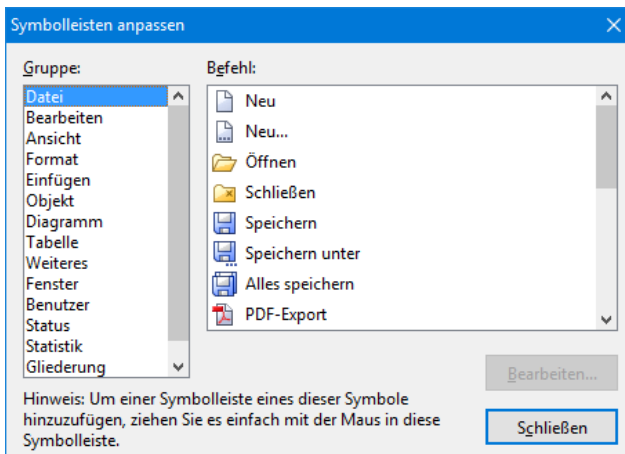 Symbolleisten anpassen
Gruppe:
Datei
Bearbeiten
Ansicht
Format
Einfügen
Objekt
Diagramm
Tabelle
Weiteres
Fenster
Benutzer
Status
Statistik
Gliederung
Befehl:
Neu
Neu...
Öffnen
Schließen
Speichern
Speichern unter
Alles speichern
PDF-Export
Bearbeiten...
Hinweis: Um einer Symbolleiste eines dieser Symbole
hinzuzufügen, ziehen Sie es einfach mit der Maus in diese
Symbolleiste.
Schließen